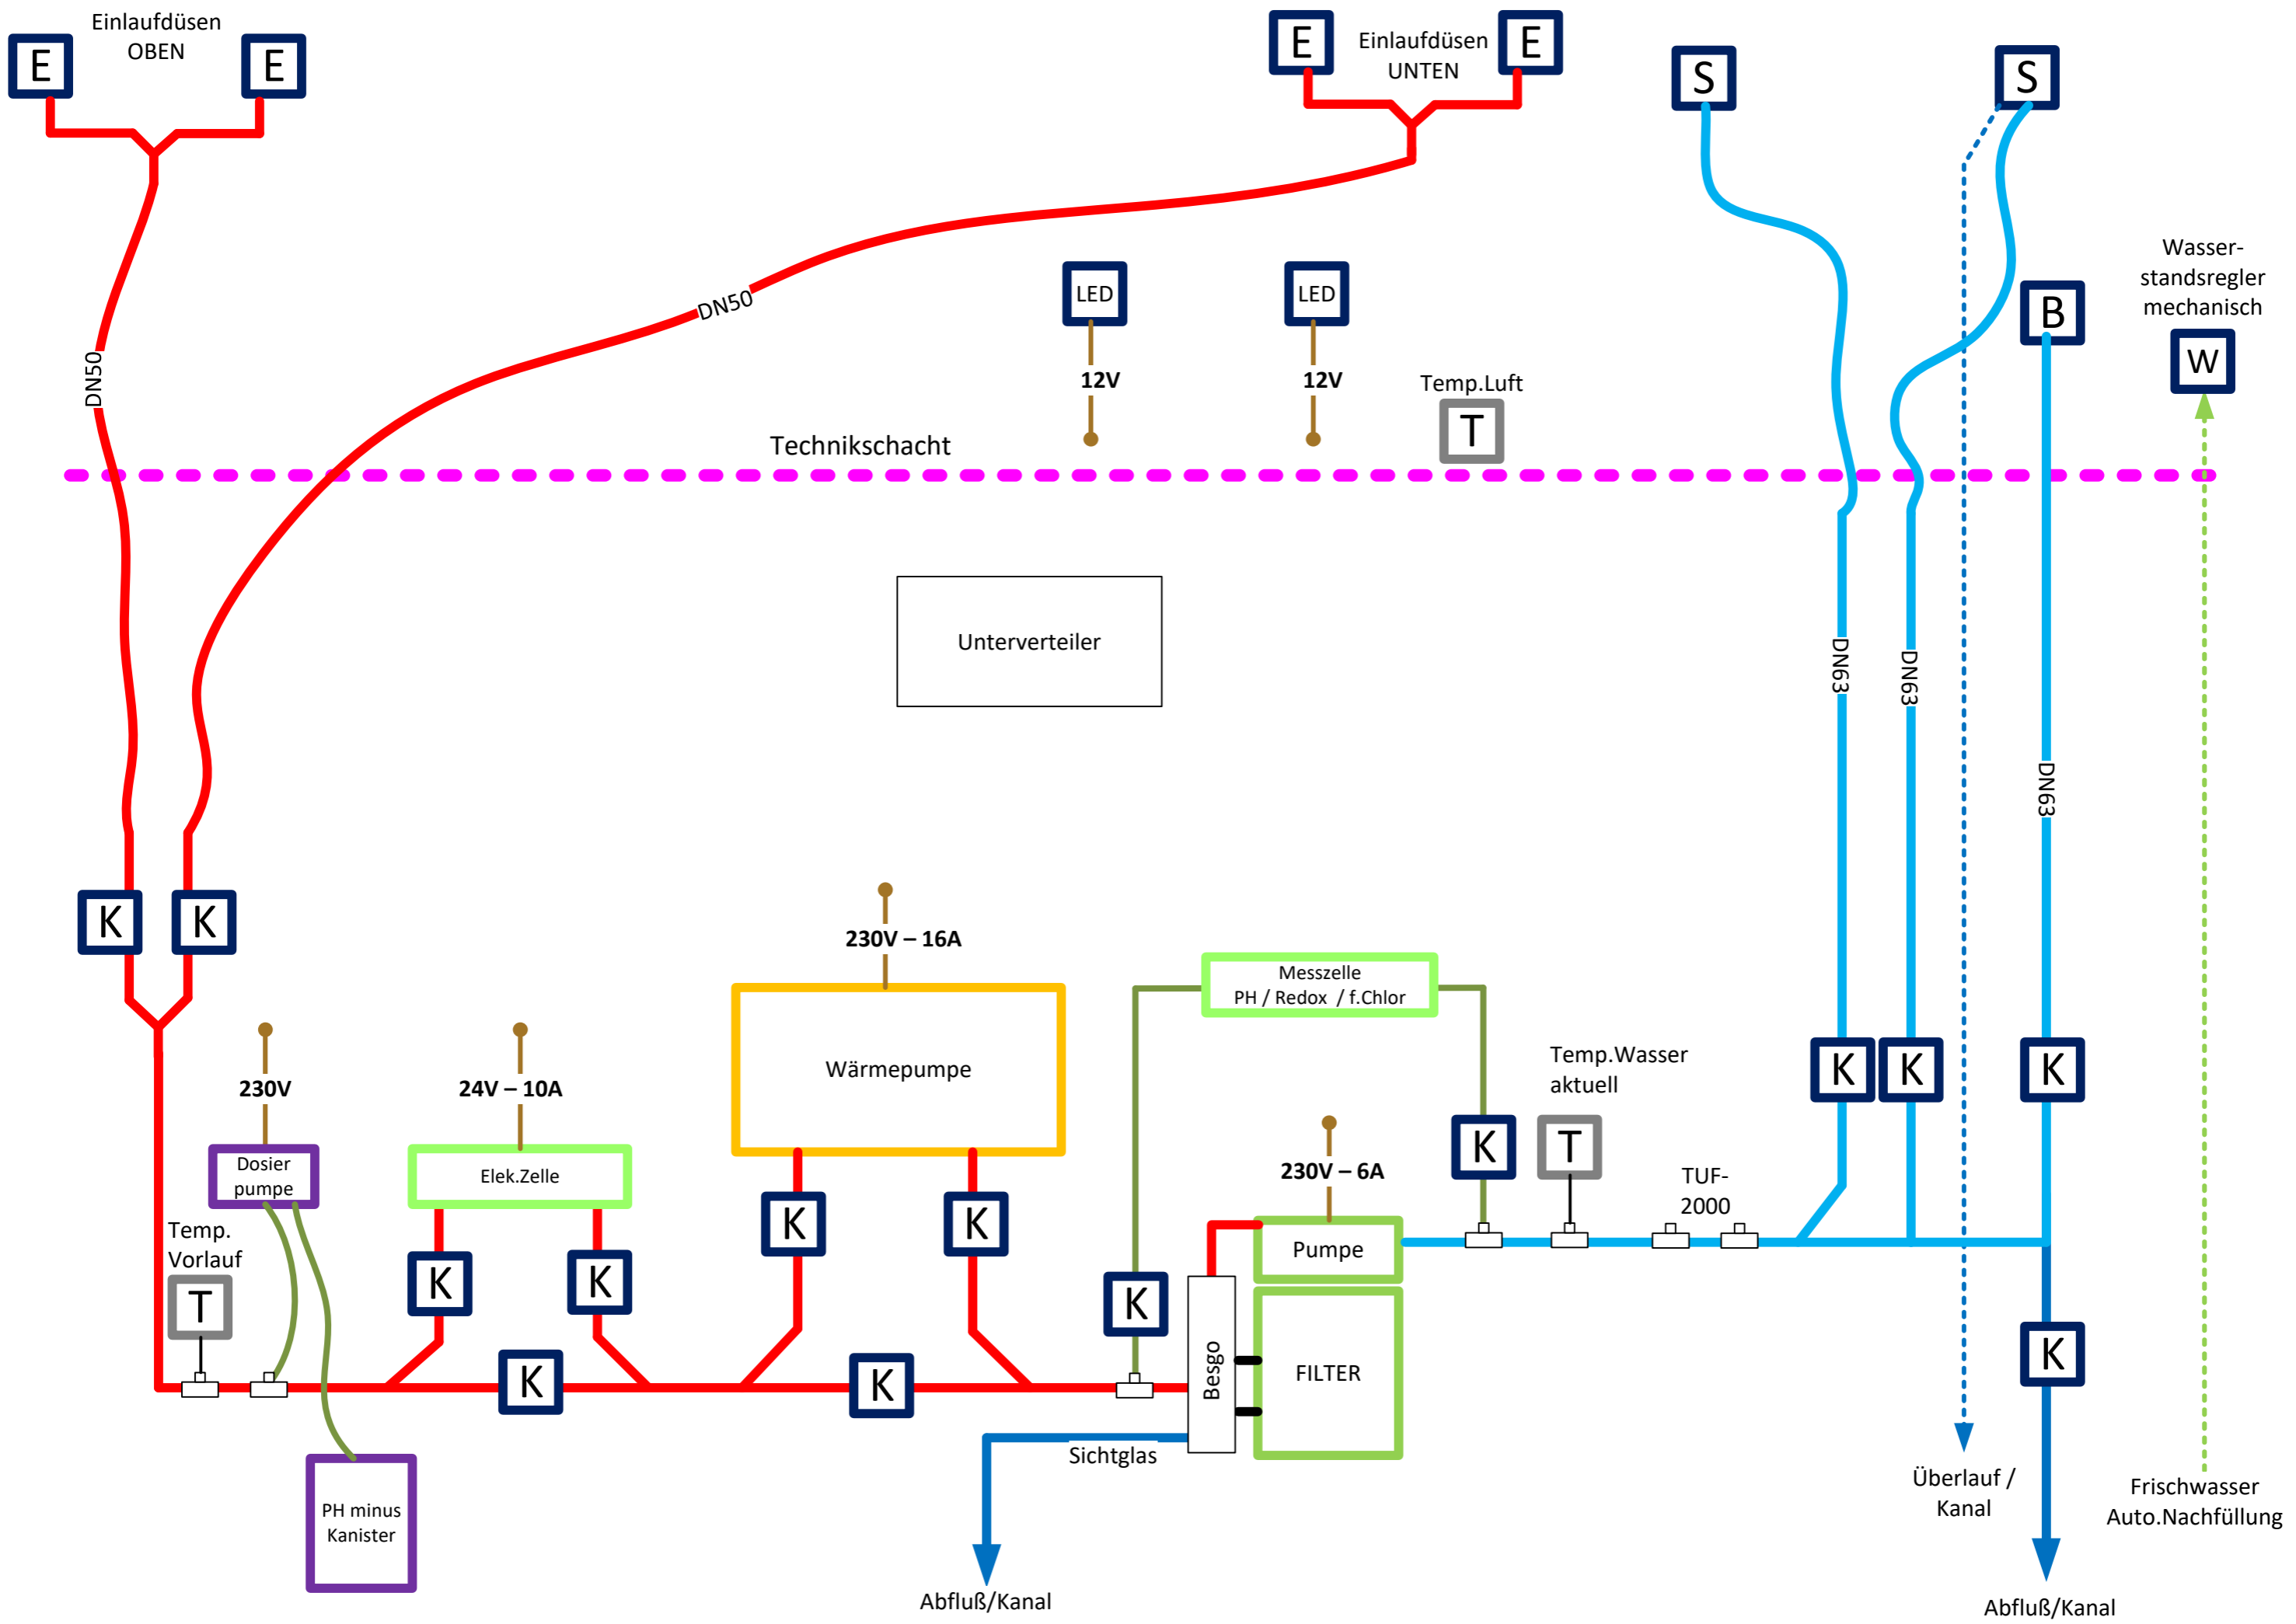 Einlaufdüsen
OBEN
E
E
E
Einlaufdüsen
UNTEN
E
S
S
Wasser-
standsregler
mechanisch
W
B
LED
LED
12V
12V
Temp.Luft
T
DN50
DN50
Technikschacht
Unterverteiler
DN63
DN63
DN63
K
K
230V – 16A
Wärmepumpe
Messzelle
PH / Redox / f.Chlor
230V
24V – 10A
Dosier
pumpe
Elek.Zelle
Temp.
Vorlauf
T
K
K
K
K
K
K
K
230V – 6A
Pumpe
K
Temp.Wasser
aktuell
T
TUF-
2000
K
K
K
K
Besgo
FILTER
Sichtglas
PH minus
Kanister
Abfluß/Kanal
Überlauf /
Kanal
Frischwasser
Auto.Nachfüllung
Abfluß/Kanal